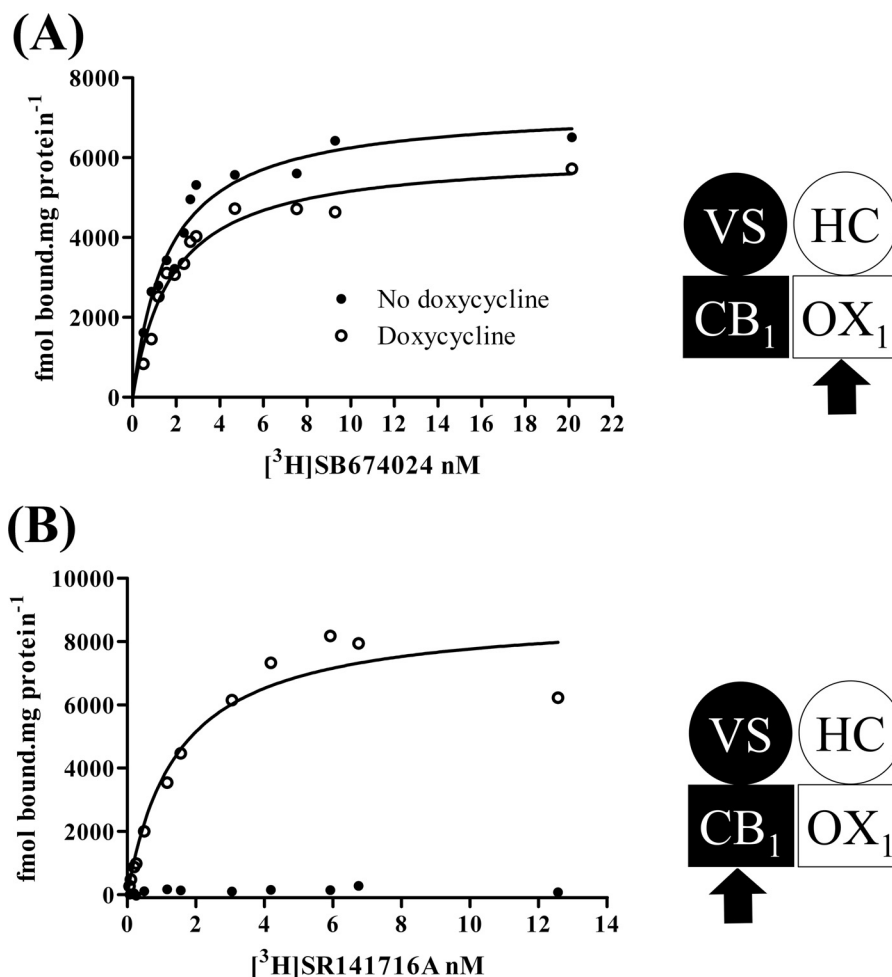 (A)
8000
6000
4000
2000
0
fmol bound.mg protein⁻¹
No doxycycline
Doxycycline
0 2 4 6 8 10 12 14 16 18 20 22
[³H]SB674024 nM
VS HC
CB₁ OX₁
(B)
10000
8000
6000
4000
2000
0
fmol bound.mg protein⁻¹
0 2 4 6 8 10 12 14
[³H]SR141716A nM
VS HC
CB₁ OX₁